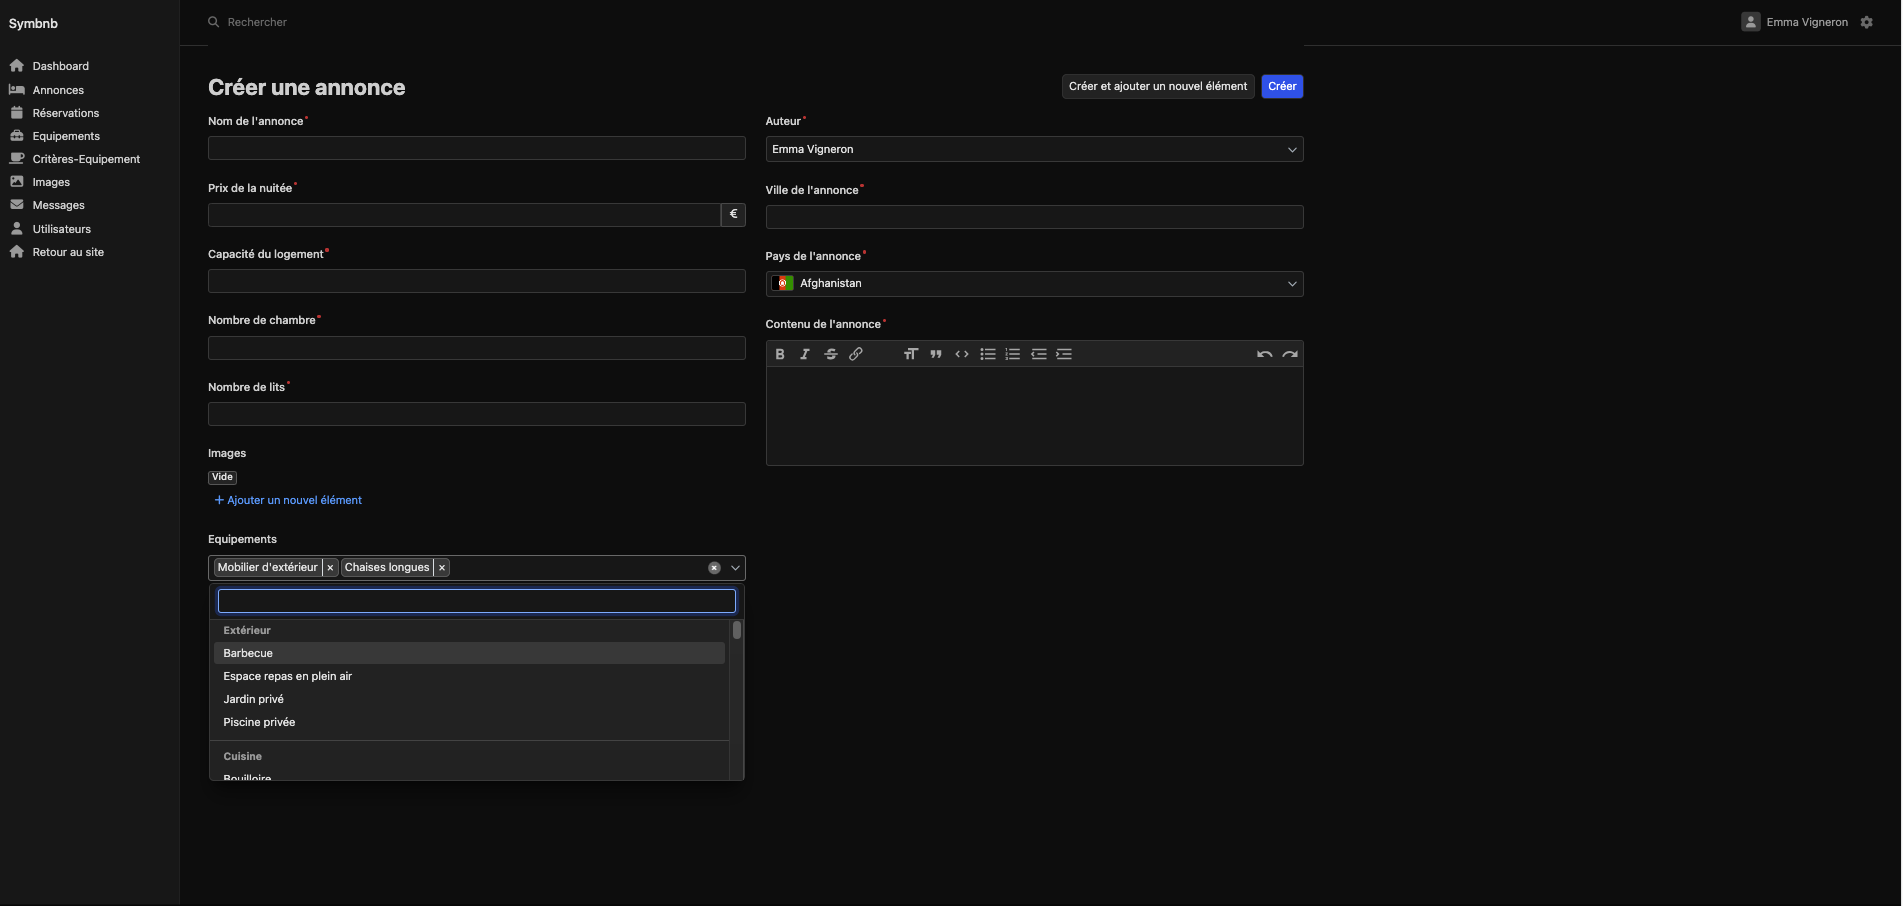 Symbnb
Rechercher
Emma Vigneron
Dashboard
Annonces
Réservations
Equipements
Critères-Equipement
Images
Messages
Utilisateurs
Retour au site
Créer une annonce
Créer et ajouter un nouvel élément
Créer
Nom de l'annonce*
Prix de la nuitée*
€
Capacité du logement*
Nombre de chambre*
Nombre de lits*
Images
Vide
+ Ajouter un nouvel élément
Equipements
Mobilier d'extérieur × Chaises longues ×
Extérieur
Barbecue
Espace repas en plein air
Jardin privé
Piscine privée
Cuisine
Bouilloire
Auteur*
Emma Vigneron
Ville de l'annonce*
Pays de l'annonce*
Afghanistan
Contenu de l'annonce*